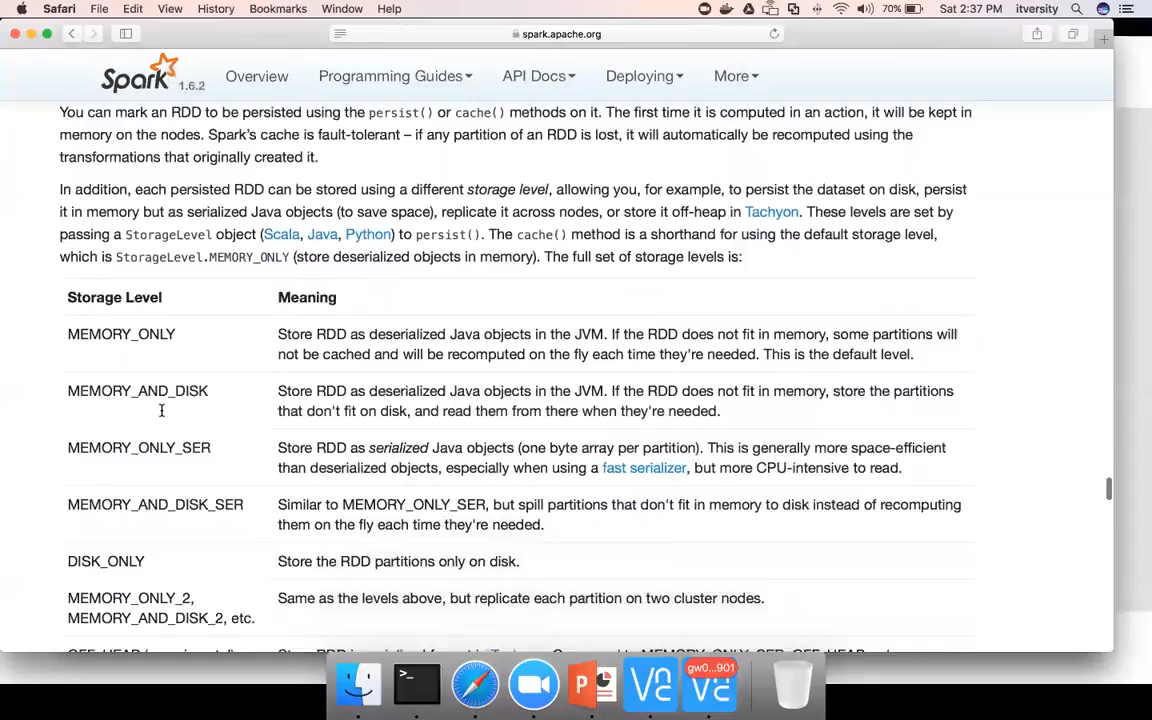 Safari File Edit View History Bookmarks Window Help 70% Sat 2:37 PM itversity
spark.apache.org
Spark 1.6.2 Overview Programming Guides API Docs Deploying More
You can mark an RDD to be persisted using the persist() or cache() methods on it. The first time it is computed in an action, it will be kept in
memory on the nodes. Spark's cache is fault-tolerant – if any partition of an RDD is lost, it will automatically be recomputed using the
transformations that originally created it.
In addition, each persisted RDD can be stored using a different storage level, allowing you, for example, to persist the dataset on disk, persist
it in memory but as serialized Java objects (to save space), replicate it across nodes, or store it off-heap in Tachyon. These levels are set by
passing a StorageLevel object (Scala, Java, Python) to persist(). The cache() method is a shorthand for using the default storage level,
which is StorageLevel.MEMORY_ONLY (store deserialized objects in memory). The full set of storage levels is:
Storage Level Meaning
MEMORY_ONLY Store RDD as deserialized Java objects in the JVM. If the RDD does not fit in memory, some partitions will
not be cached and will be recomputed on the fly each time they're needed. This is the default level.
MEMORY_AND_DISK Store RDD as deserialized Java objects in the JVM. If the RDD does not fit in memory, store the partitions
that don't fit on disk, and read them from there when they're needed.
MEMORY_ONLY_SER Store RDD as serialized Java objects (one byte array per partition). This is generally more space-efficient
than deserialized objects, especially when using a fast serializer, but more CPU-intensive to read.
MEMORY_AND_DISK_SER Similar to MEMORY_ONLY_SER, but spill partitions that don't fit in memory to disk instead of recomputing
them on the fly each time they're needed.
DISK_ONLY Store the RDD partitions only on disk.
MEMORY_ONLY_2, Same as the levels above, but replicate each partition on two cluster nodes.
MEMORY_AND_DISK_2, etc.
gw0...901